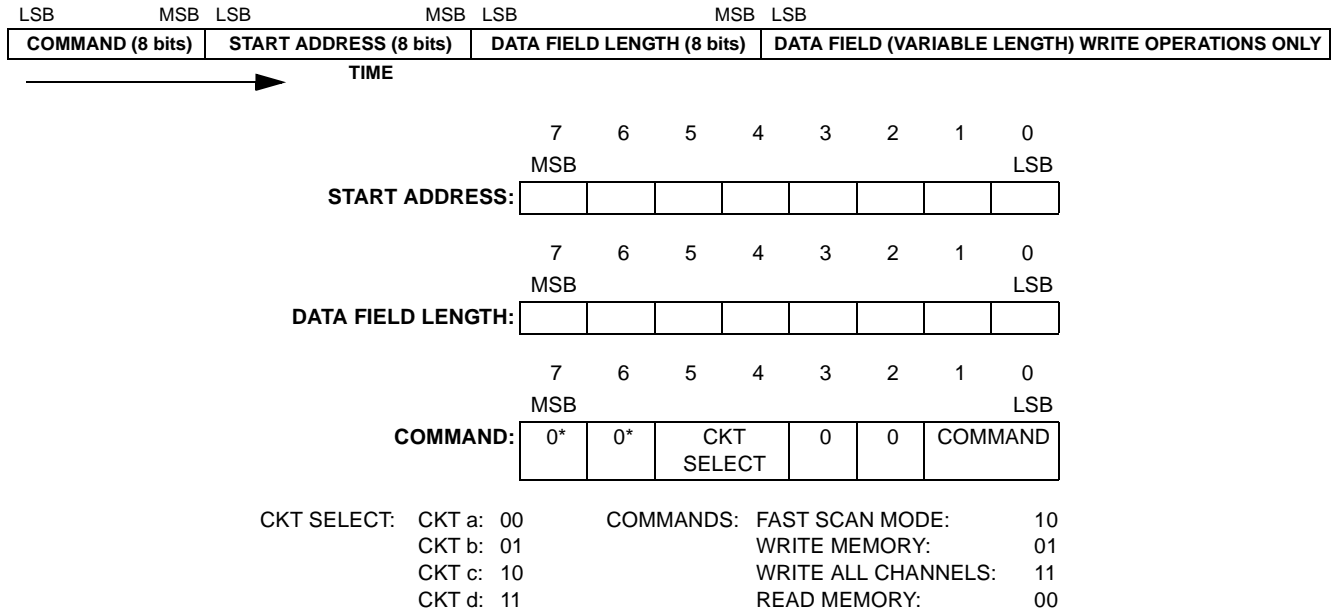 LSB MSB LSB MSB LSB MSB LSB
COMMAND (8 bits) START ADDRESS (8 bits) DATA FIELD LENGTH (8 bits) DATA FIELD (VARIABLE LENGTH) WRITE OPERATIONS ONLY
TIME
7 6 5 4 3 2 1 0
MSB LSB
START ADDRESS:
7 6 5 4 3 2 1 0
MSB LSB
DATA FIELD LENGTH:
7 6 5 4 3 2 1 0
MSB LSB
COMMAND: 0* 0* CKT 0 0 COMMAND
SELECT
CKT SELECT: CKT a: 00 COMMANDS: FAST SCAN MODE: 10
CKT b: 01 WRITE MEMORY: 01
CKT c: 10 WRITE ALL CHANNELS: 11
CKT d: 11 READ MEMORY: 00